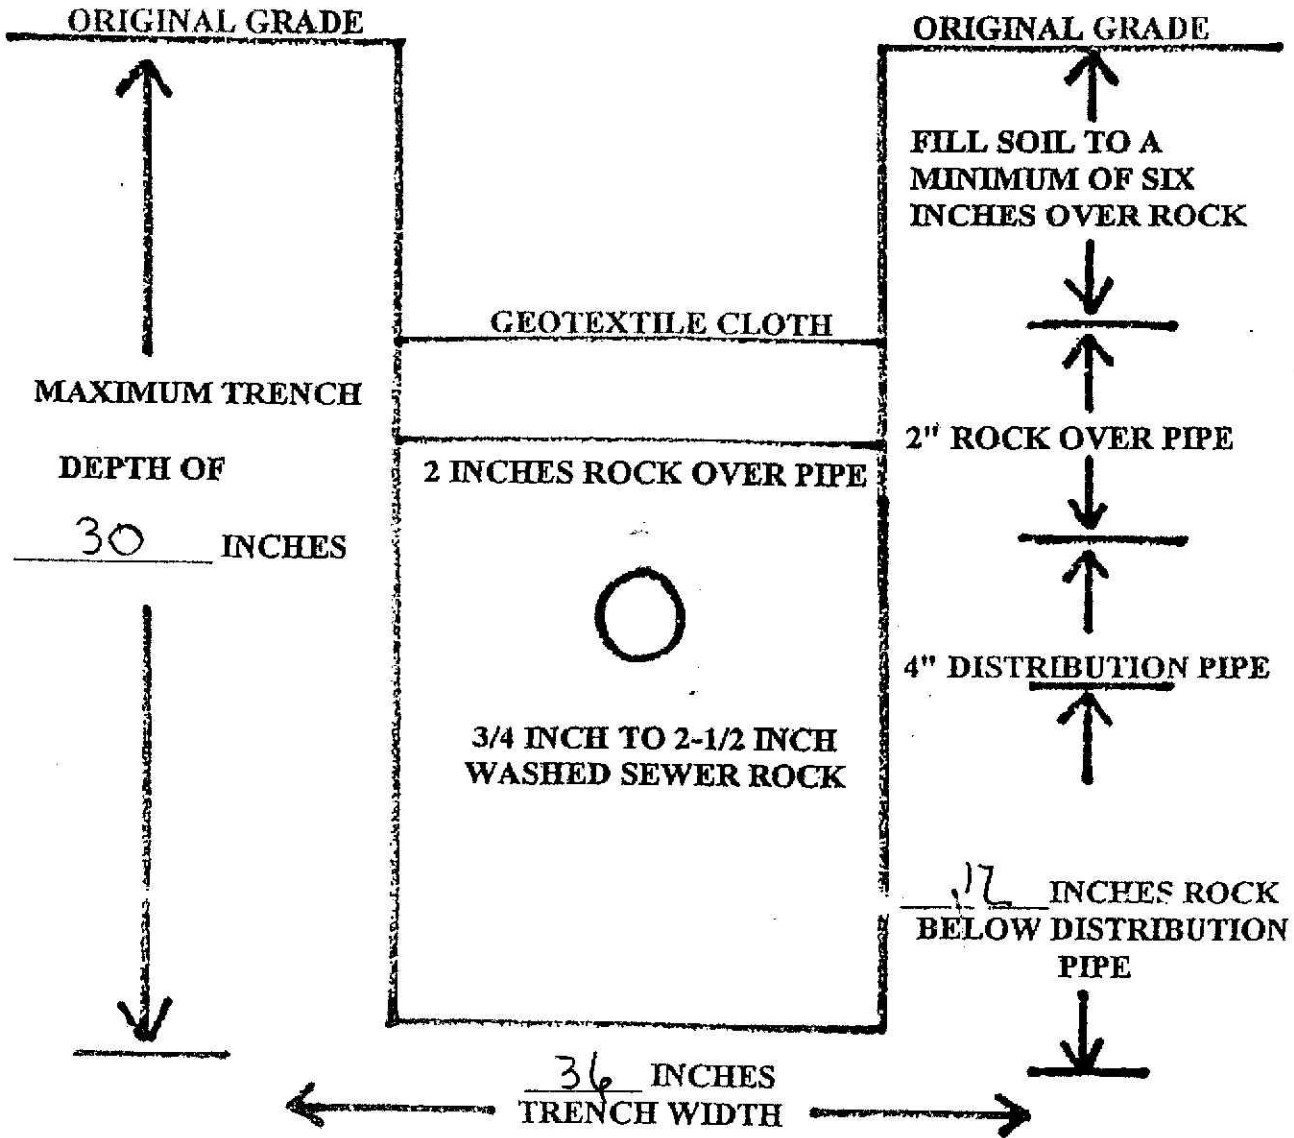 ORIGINAL GRADE
ORIGINAL GRADE
FILL SOIL TO A
MINIMUM OF SIX
INCHES OVER ROCK
GEOTEXTILE CLOTH
MAXIMUM TRENCH
DEPTH OF
30 INCHES
2 INCHES ROCK OVER PIPE
2" ROCK OVER PIPE
4" DISTRIBUTION PIPE
3/4 INCH TO 2-1/2 INCH
WASHED SEWER ROCK
12 INCHES ROCK
BELOW DISTRIBUTION
PIPE
36 INCHES
TRENCH WIDTH